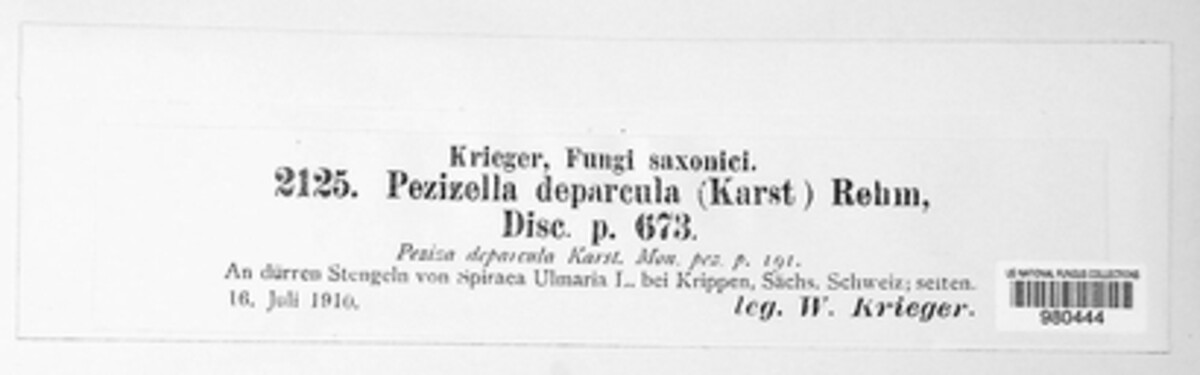 Krieger, Fungi saxonici.
2125. Pezizella deparcula (Karst) Rehm,
Disc. p. 673.
Peziza deparcula Karst. Mon. pez. p. 191.
An dürren Stengeln von Spiraea Ulmaria L. bei Krippen, Sächs. Schweiz; selten.
16. Juli 1910.
leg. W. Krieger.
US NATIONAL FUNGUS COLLECTIONS
980444